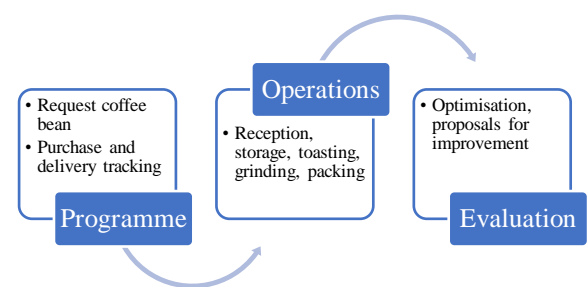 • Request coffee
bean
• Purchase and
delivery tracking
Programme
Operations
• Reception,
storage, toasting,
grinding, packing
• Optimisation,
proposals for
improvement
Evaluation